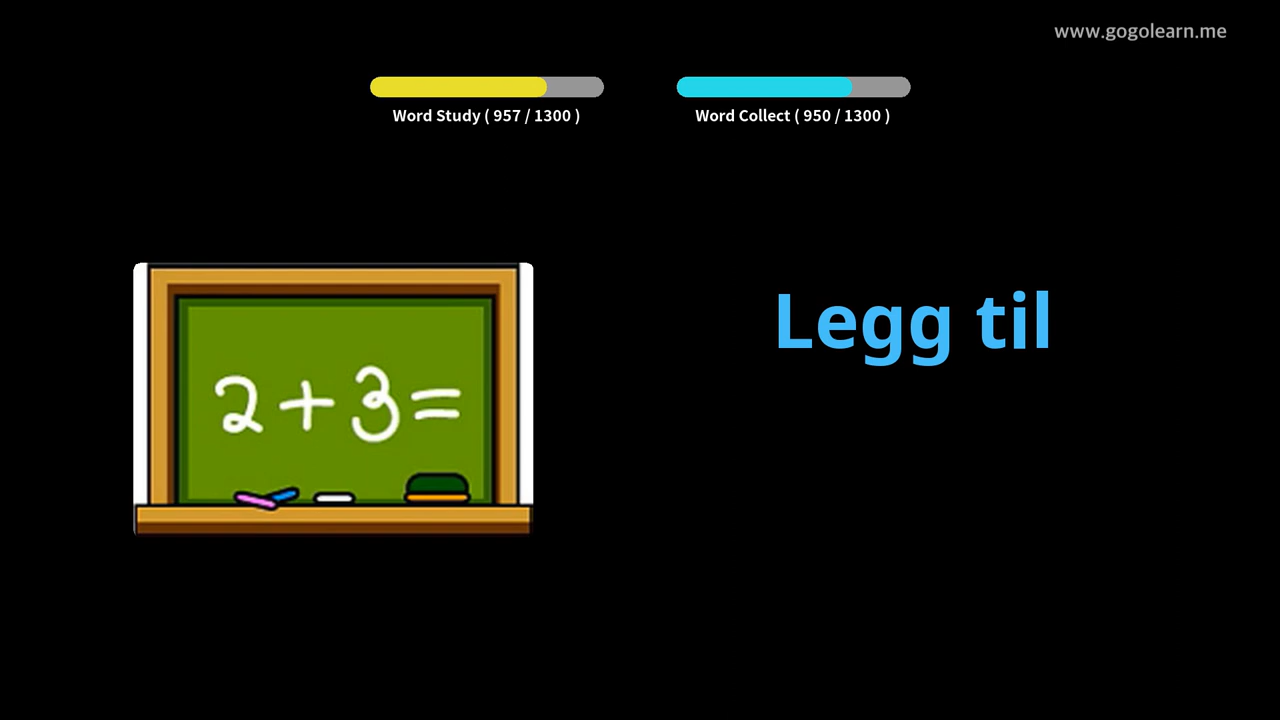 www.gogolearn.me
Word Study ( 957 / 1300 )
Word Collect ( 950 / 1300 )
Legg til
2 + 3 =